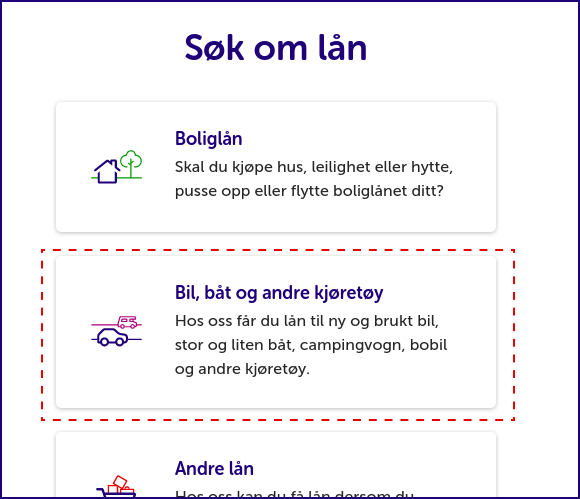 Søk om lån
Boliglån
Skal du kjøpe hus, leilighet eller hytte,
pusse opp eller flytte boliglånet ditt?
Bil, båt og andre kjøretøy
Hos oss får du lån til ny og brukt bil,
stor og liten båt, campingvogn, bobil
og andre kjøretøy.
Andre lån
Hos oss kan du få lån dersom du